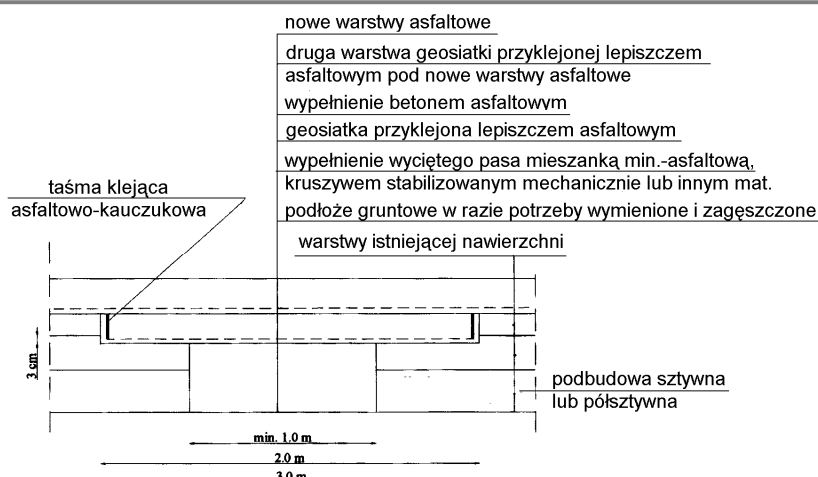 nowe warstwy asfaltowe
druga warstwa geosiatki przyklejonej lepiszczem
asfaltowym pod nowe warstwy asfaltowe
wypełnienie betonem asfaltowym
geosiatka przyklejona lepiszczem asfaltowym
wypełnienie wyciętego pasa mieszanką min.-asfaltową,
kruszywem stabilizowanym mechanicznie lub innym mat.
podłoże gruntowe w razie potrzeby wymienione i zagęszczone
warstwy istniejącej nawierzchni
taśma klejąca
asfaltowo-kauczukowa
3 cm
podbudowa sztywna
lub półsztywna
min. 1.0 m
2.0 m
3.0 m